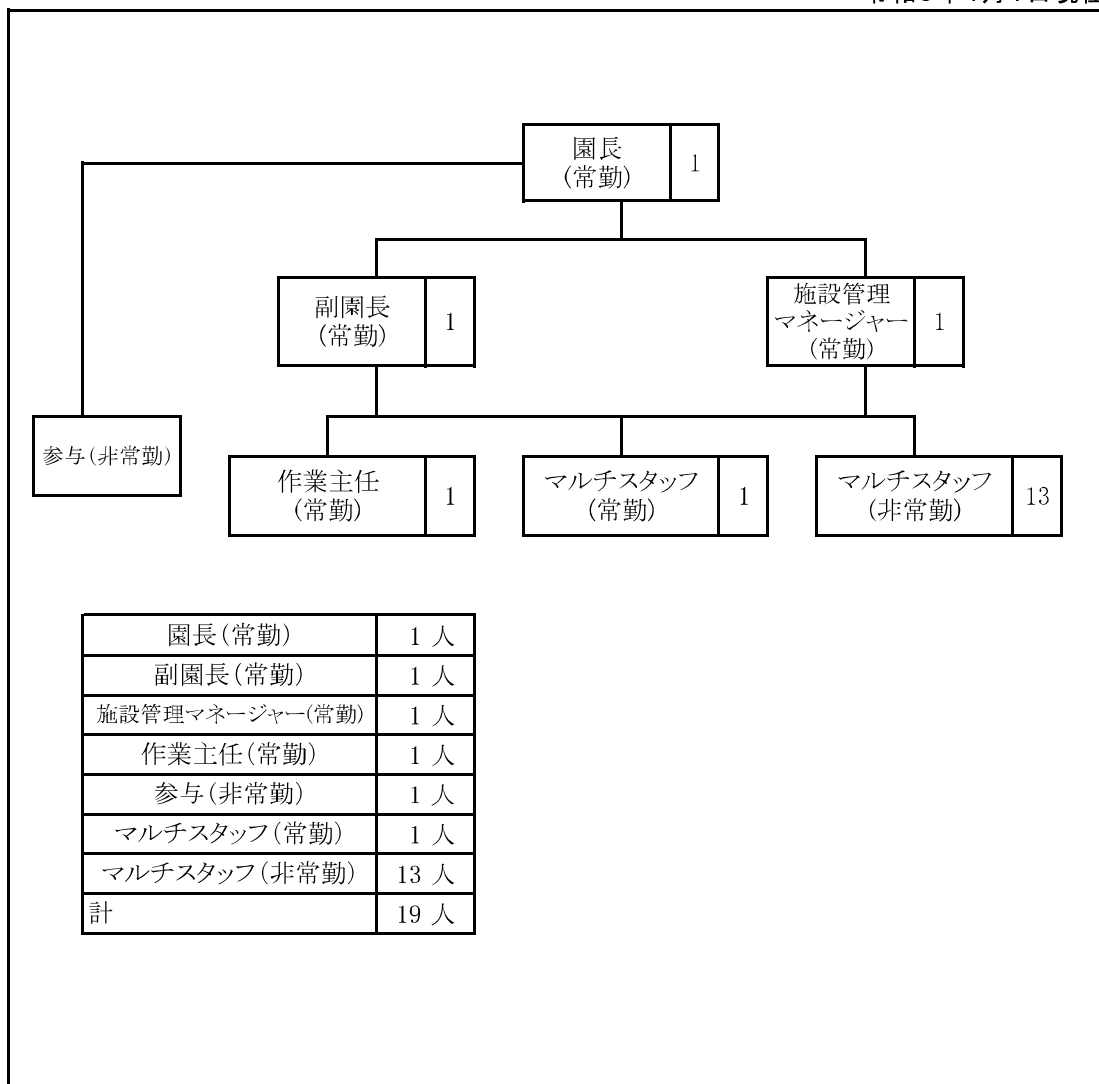 園長
(常勤)
1
副園長
(常勤)
1
施設管理
マネージャー
(常勤)
1
参与(非常勤)
作業主任
(常勤)
1
マルチスタッフ
(常勤)
1
マルチスタッフ
(非常勤)
13
園長(常勤) 1 人
副園長(常勤) 1 人
施設管理マネージャー(常勤) 1 人
作業主任(常勤) 1 人
参与(非常勤) 1 人
マルチスタッフ(常勤) 1 人
マルチスタッフ(非常勤) 13 人
計 19 人